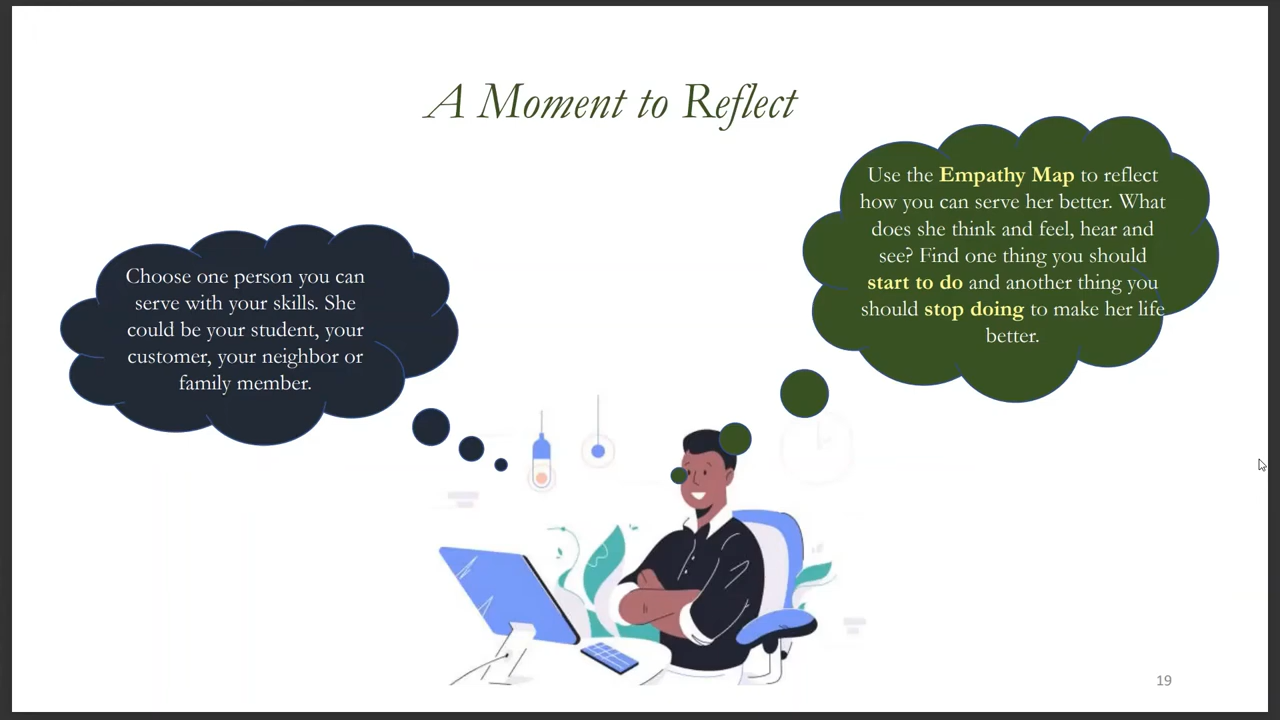 A Moment to Reflect
Choose one person you can
serve with your skills. She
could be your student, your
customer, your neighbor or
family member.
Use the Empathy Map to reflect
how you can serve her better. What
does she think and feel, hear and
see? Find one thing you should
start to do and another thing you
should stop doing to make her life
better.
19